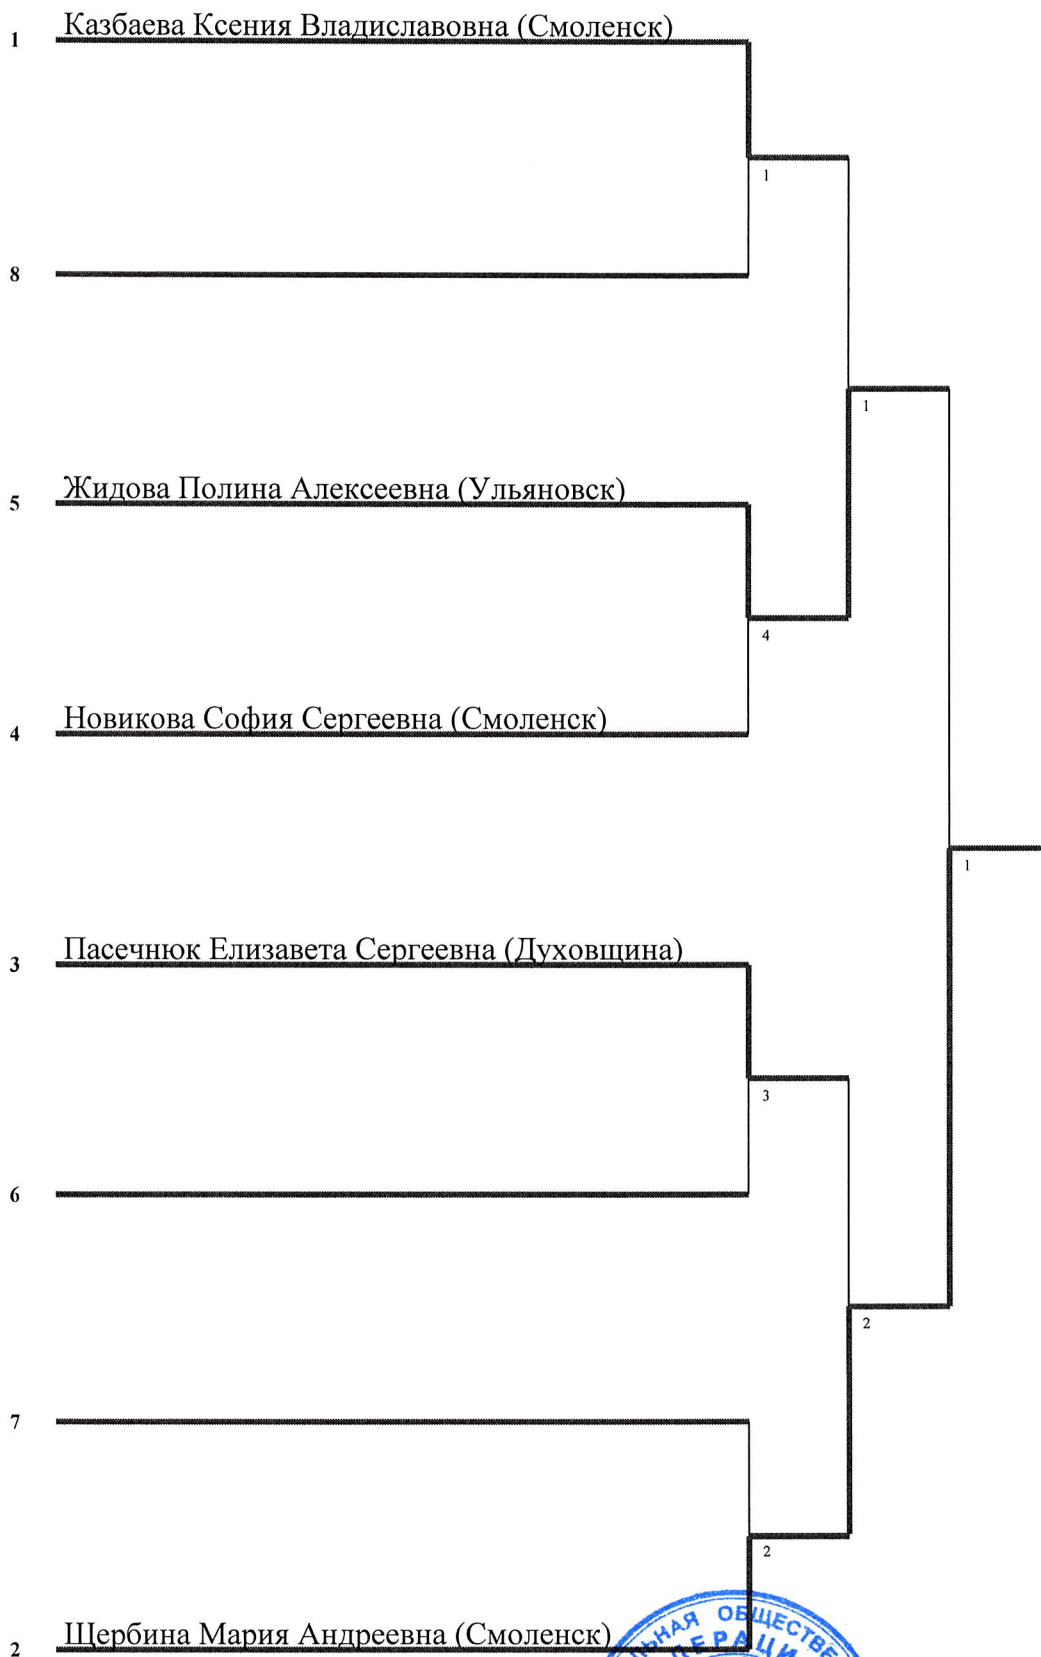 1 Казбаева Ксения Владиславовна (Смоленск)
1
8
1
5 Жидова Полина Алексеевна (Ульяновск)
4
4 Новикова София Сергеевна (Смоленск)
1
3 Пасечнюк Елизавета Сергеевна (Духовщина)
3
6
2
7
2
2 Щербина Мария Андреевна (Смоленск)